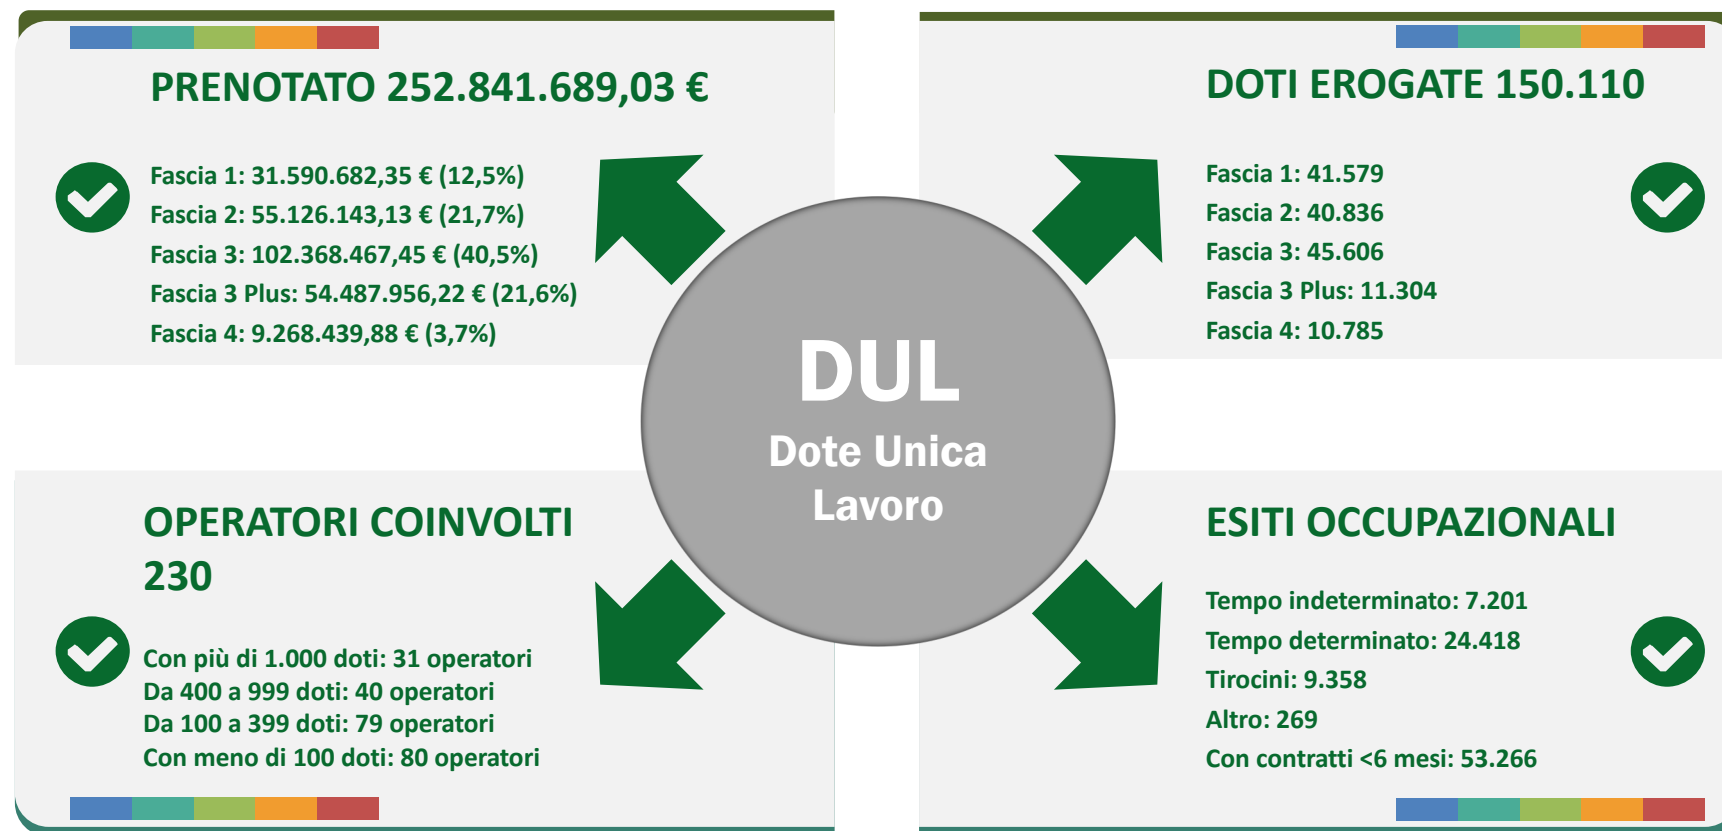 PRENOTATO 252.841.689,03 €
Fascia 1: 31.590.682,35 € (12,5%)
Fascia 2: 55.126.143,13 € (21,7%)
Fascia 3: 102.368.467,45 € (40,5%)
Fascia 3 Plus: 54.487.956,22 € (21,6%)
Fascia 4: 9.268.439,88 € (3,7%)
DOTI EROGATE 150.110
Fascia 1: 41.579
Fascia 2: 40.836
Fascia 3: 45.606
Fascia 3 Plus: 11.304
Fascia 4: 10.785
DUL
Dote Unica
Lavoro
OPERATORI COINVOLTI
230
Con più di 1.000 doti: 31 operatori
Da 400 a 999 doti: 40 operatori
Da 100 a 399 doti: 79 operatori
Con meno di 100 doti: 80 operatori
ESITI OCCUPAZIONALI
Tempo indeterminato: 7.201
Tempo determinato: 24.418
Tirocini: 9.358
Altro: 269
Con contratti <6 mesi: 53.266